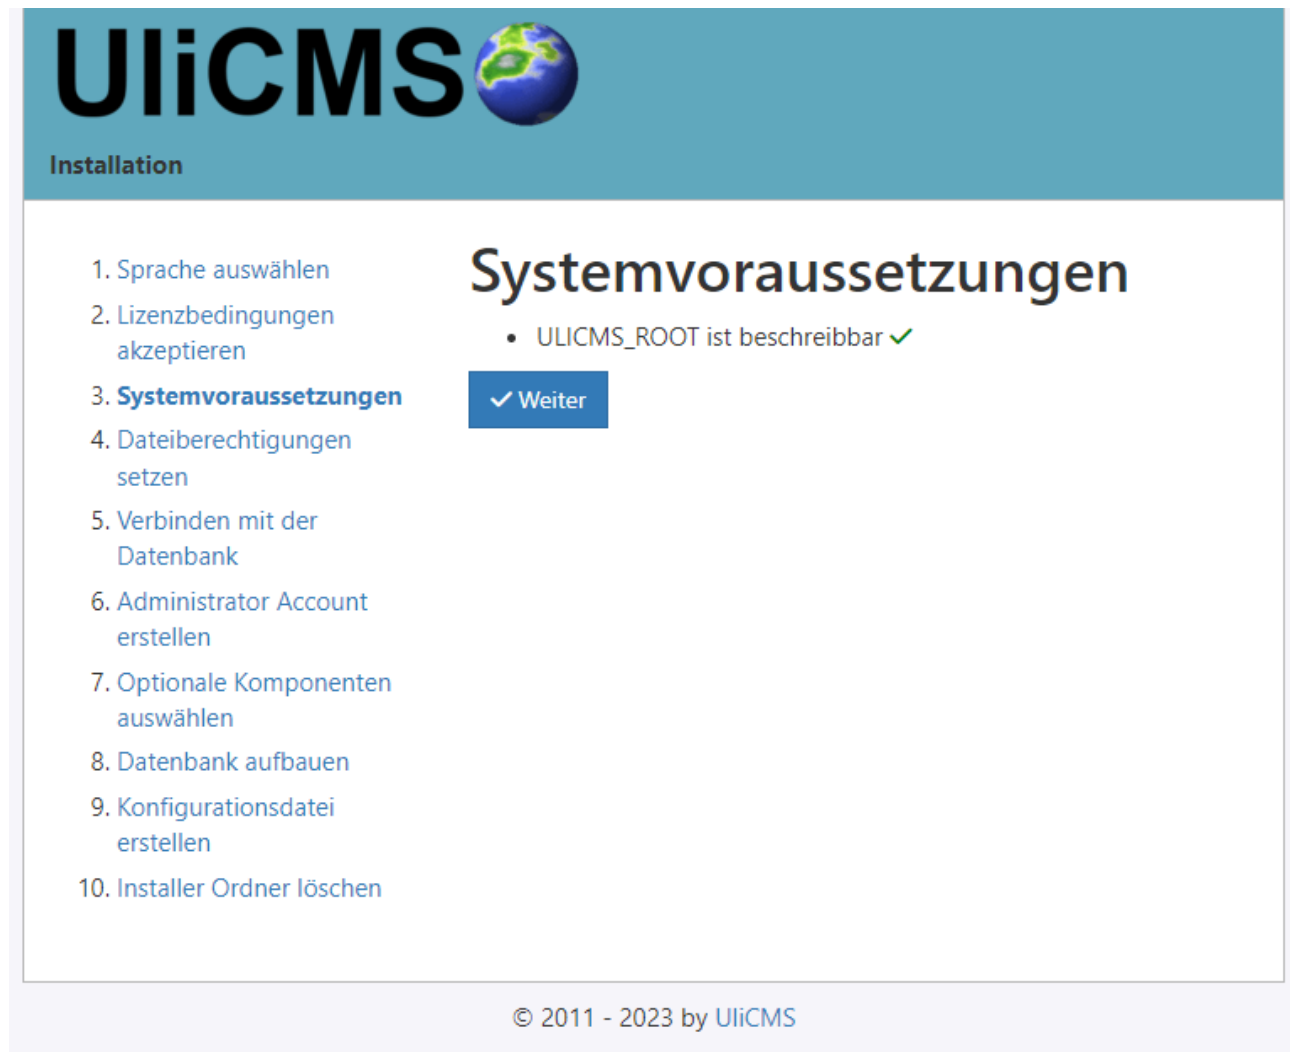 UliCMS
Installation
1. Sprache auswählen
2. Lizenzbedingungen
akzeptieren
3. Systemvoraussetzungen
4. Dateiberechtigungen
setzen
5. Verbinden mit der
Datenbank
6. Administrator Account
erstellen
7. Optionale Komponenten
auswählen
8. Datenbank aufbauen
9. Konfigurationsdatei
erstellen
10. Installer Ordner löschen
Systemvoraussetzungen
• ULICMS_ROOT ist beschreibbar ✓
✓ Weiter
© 2011 - 2023 by UliCMS